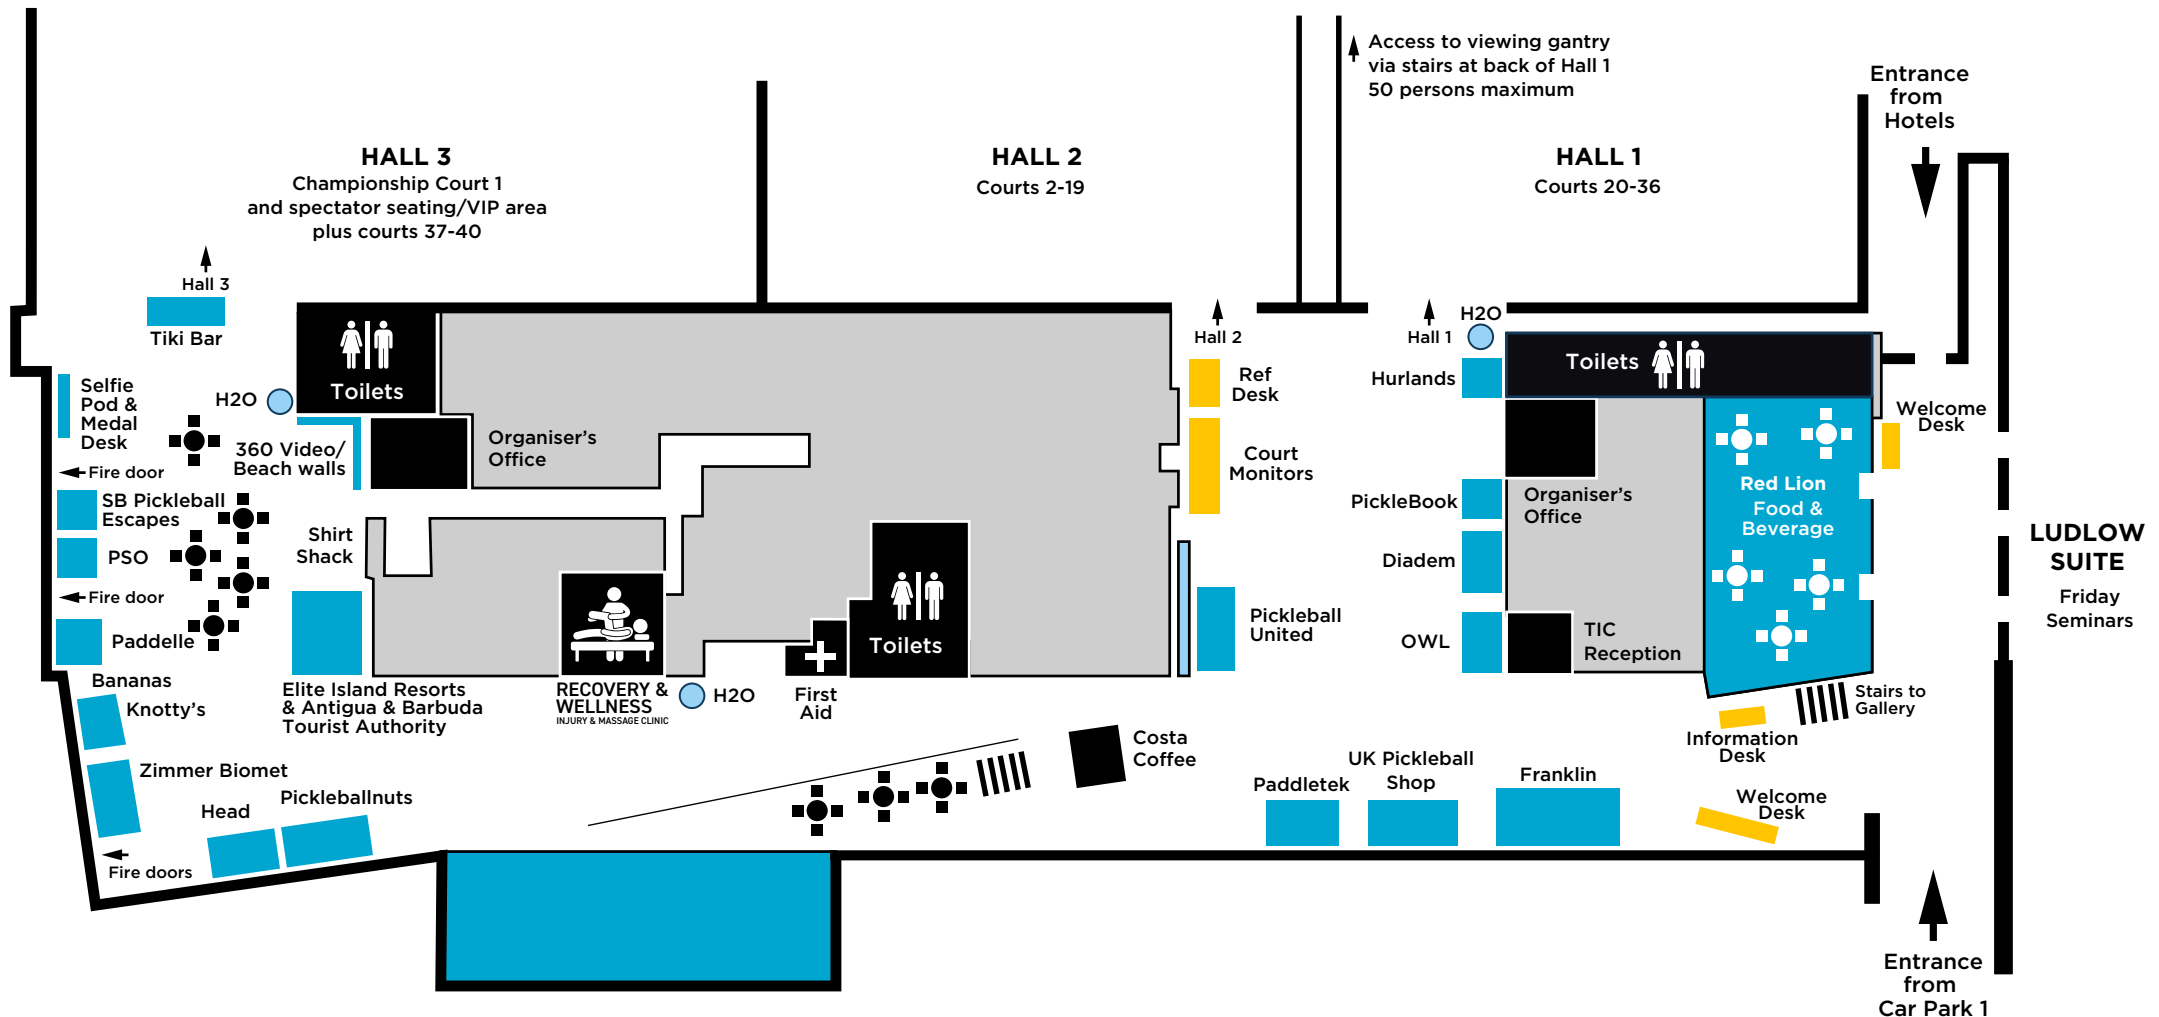 Access to viewing gantry
via stairs at back of Hall 1
50 persons maximum
Entrance
from
Hotels
HALL 3
Championship Court 1
and spectator seating/VIP area
plus courts 37-40
HALL 2
Courts 2-19
HALL 1
Courts 20-36
Hall 3
Tiki Bar
Hall 2
Hall 1
H2O
Toilets
Toilets
Selfie
Pod &
Medal
Desk
H2O
360 Video/
Beach walls
Organiser's
Office
Ref
Desk
Court
Monitors
Hurlands
Welcome
Desk
Fire door
SB Pickleball
Escapes
PSO
Fire door
Paddelle
Shirt
Shack
PickleBook
Organiser's
Office
Diadem
Red Lion
Food &
Beverage
LUDLOW
SUITE
Friday
Seminars
Toilets
Pickleball
United
OWL
TIC
Reception
Bananas
Knotty's
Elite Island Resorts
& Antigua & Barbuda
Tourist Authority
RECOVERY &
WELLNESS
INJURY & MASSAGE CLINIC
H2O
First
Aid
Stairs to
Gallery
Information
Desk
Costa
Coffee
Zimmer Biomet
Head
Pickleballnuts
Paddletek
UK Pickleball
Shop
Franklin
Welcome
Desk
Fire doors
Entrance
from
Car Park 1